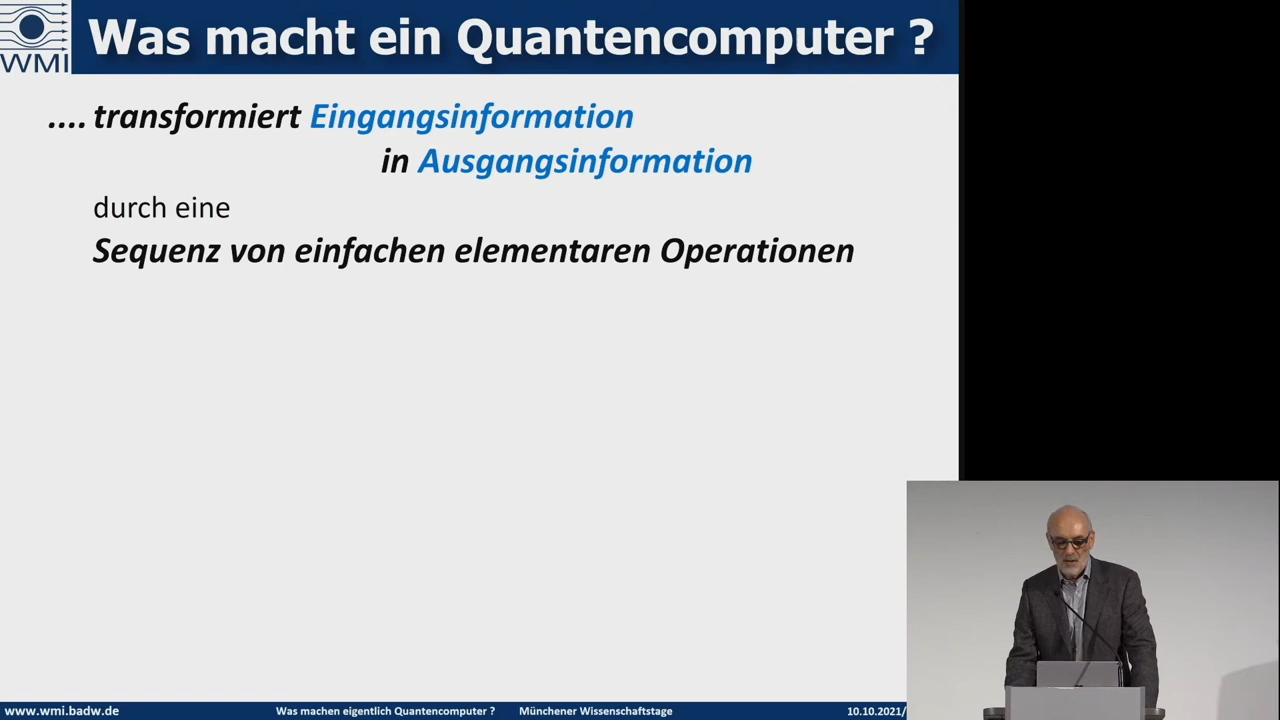 WMI
Was macht ein Quantencomputer ?
.... transformiert Eingangsinformation
in Ausgangsinformation
durch eine
Sequenz von einfachen elementaren Operationen
www.wmi.badw.de
Was machen eigentlich Quantencomputer ?
Münchener Wissenschaftstage
10.10.2021/